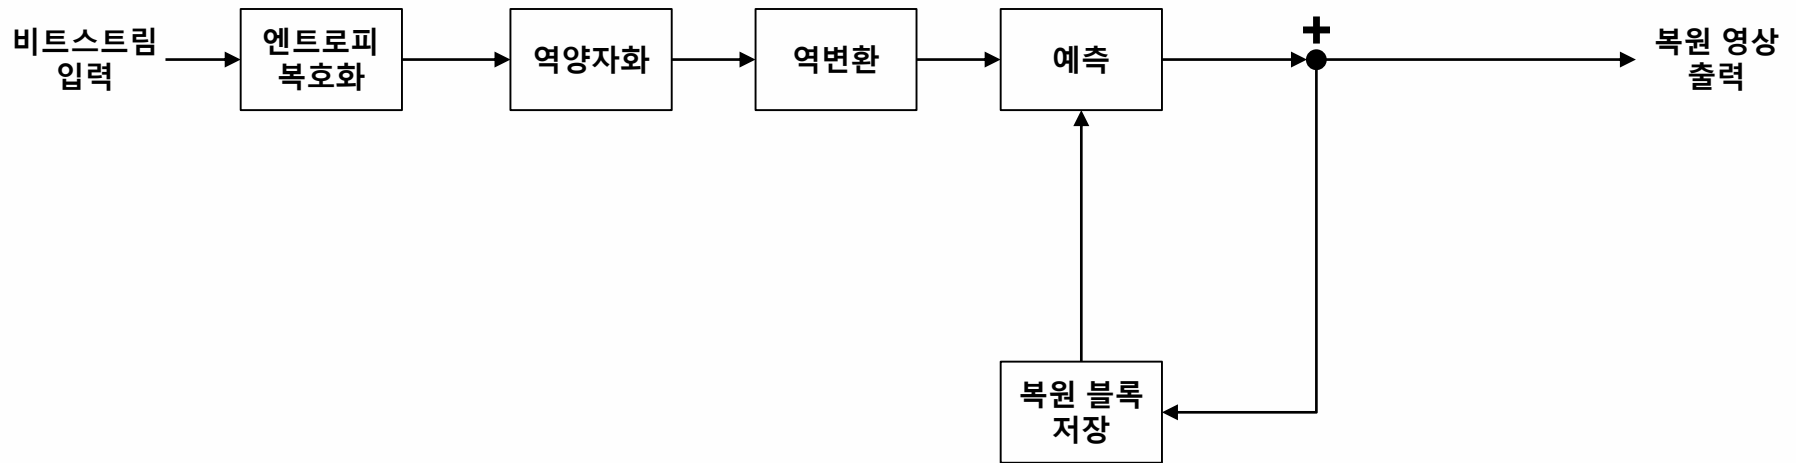 비트스트림
입력
엔트로피
복호화
역양자화
역변환
예측
+
복원 영상
출력
복원 블록
저장